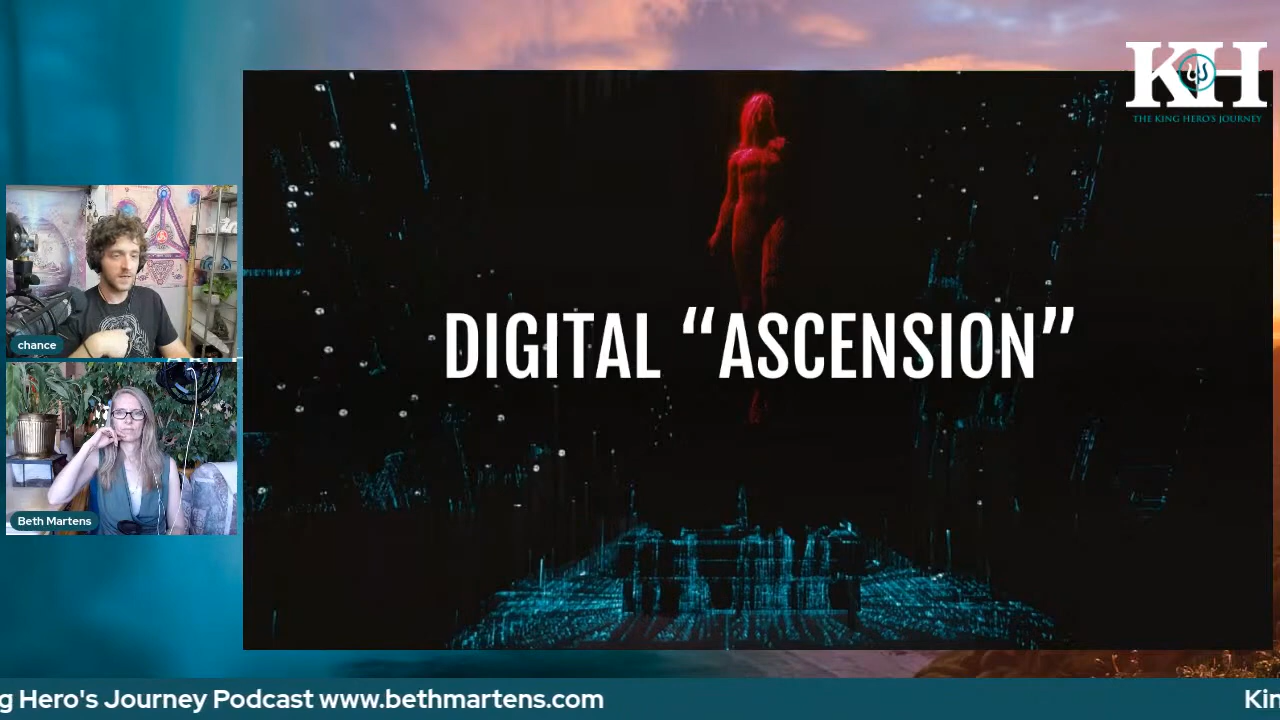 KH
THE KING HERO'S JOURNEY
DIGITAL “ASCENSION”
chance
Beth Martens
g Hero's Journey Podcast www.bethmartens.com
Kin